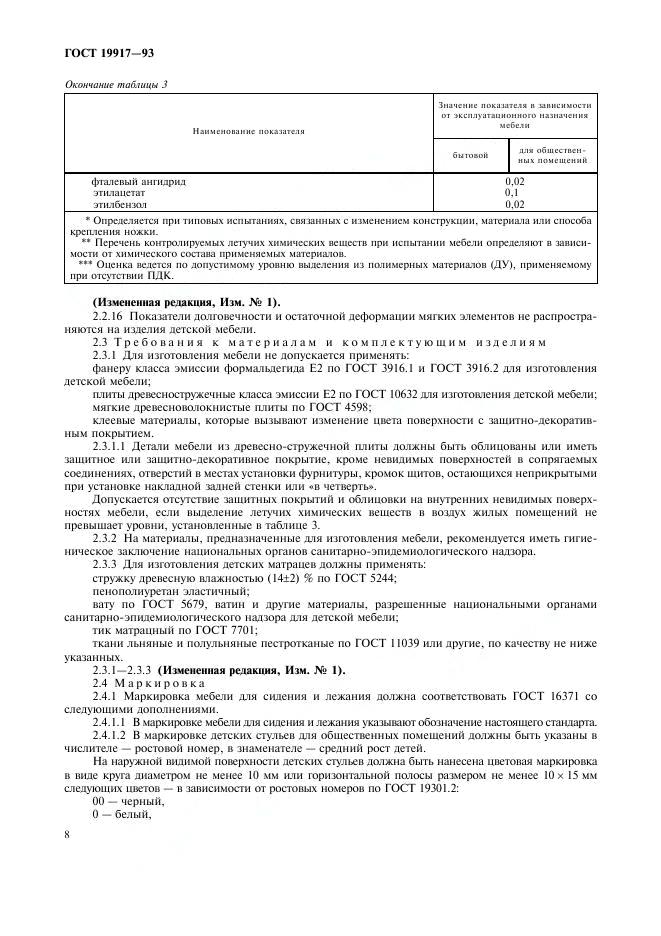 ГОСТ 19917—93
Окончание таблицы 3
Наименование показателя
Значение показателя в зависимости
от эксплуатационного назначения
мебели
бытовой
для обществен-
ных помещений
фталевый ангидрид 0,02
этилацетат 0,1
этилбензол 0,02
* Определяется при типовых испытаниях, связанных с изменением конструкции, материала или способа
крепления ножки.
** Перечень контролируемых летучих химических веществ при испытании мебели определяют в зависи-
мости от химического состава применяемых материалов.
*** Оценка ведется по допустимому уровню выделения из полимерных материалов (ДУ), применяемому
при отсутствии ПДК.
(Измененная редакция, Изм. № 1).
2.2.16 Показатели долговечности и остаточной деформации мягких элементов не распростра-
няются на изделия детской мебели.
2.3 Требования к материалам и комплектующим изделиям
2.3.1 Для изготовления мебели не допускается применять:
фанеру класса эмиссии формальдегида Е2 по ГОСТ 3916.1 и ГОСТ 3916.2 для изготовления
детской мебели;
плиты древесностружечные класса эмиссии Е2 по ГОСТ 10632 для изготовления детской мебели;
мягкие древесноволокнистые плиты по ГОСТ 4598;
клеевые материалы, которые вызывают изменение цвета поверхности с защитно-декоратив-
ным покрытием.
2.3.1.1 Детали мебели из древесно-стружечной плиты должны быть облицованы или иметь
защитное или защитно-декоративное покрытие, кроме невидимых поверхностей в сопрягаемых
соединениях, отверстий в местах установки фурнитуры, кромок щитов, остающихся неприкрытыми
при установке накладной задней стенки или «в четверть».
Допускается отсутствие защитных покрытий и облицовки на внутренних невидимых поверх-
ностях мебели, если выделение летучих химических веществ в воздух жилых помещений не
превышает уровни, установленные в таблице 3.
2.3.2 На материалы, предназначенные для изготовления мебели, рекомендуется иметь гигие-
ническое заключение национальных органов санитарно-эпидемиологического надзора.
2.3.3 Для изготовления детских матрацев должны применять:
стружку древесную влажностью (14±2) % по ГОСТ 5244;
пенополиуретан эластичный;
вату по ГОСТ 5679, ватин и другие материалы, разрешенные национальными органами
санитарно-эпидемиологического надзора для детской мебели;
тик матрацный по ГОСТ 7701;
ткани льняные и полульняные пестротканые по ГОСТ 11039 или другие, по качеству не ниже
указанных.
2.3.1—2.3.3 (Измененная редакция, Изм. № 1).
2.4 Маркировка
2.4.1 Маркировка мебели для сидения и лежания должна соответствовать ГОСТ 16371 со
следующими дополнениями.
2.4.1.1 В маркировке мебели для сидения и лежания указывают обозначение настоящего стандарта.
2.4.1.2 В маркировке детских стульев для общественных помещений должны быть указаны в
числителе — ростовой номер, в знаменателе — средний рост детей.
На наружной видимой поверхности детских стульев должна быть нанесена цветовая маркировка
в виде круга диаметром не менее 10 мм или горизонтальной полосы размером не менее 10 × 15 мм
следующих цветов — в зависимости от ростовых номеров по ГОСТ 19301.2:
00 — черный,
0 — белый,
8